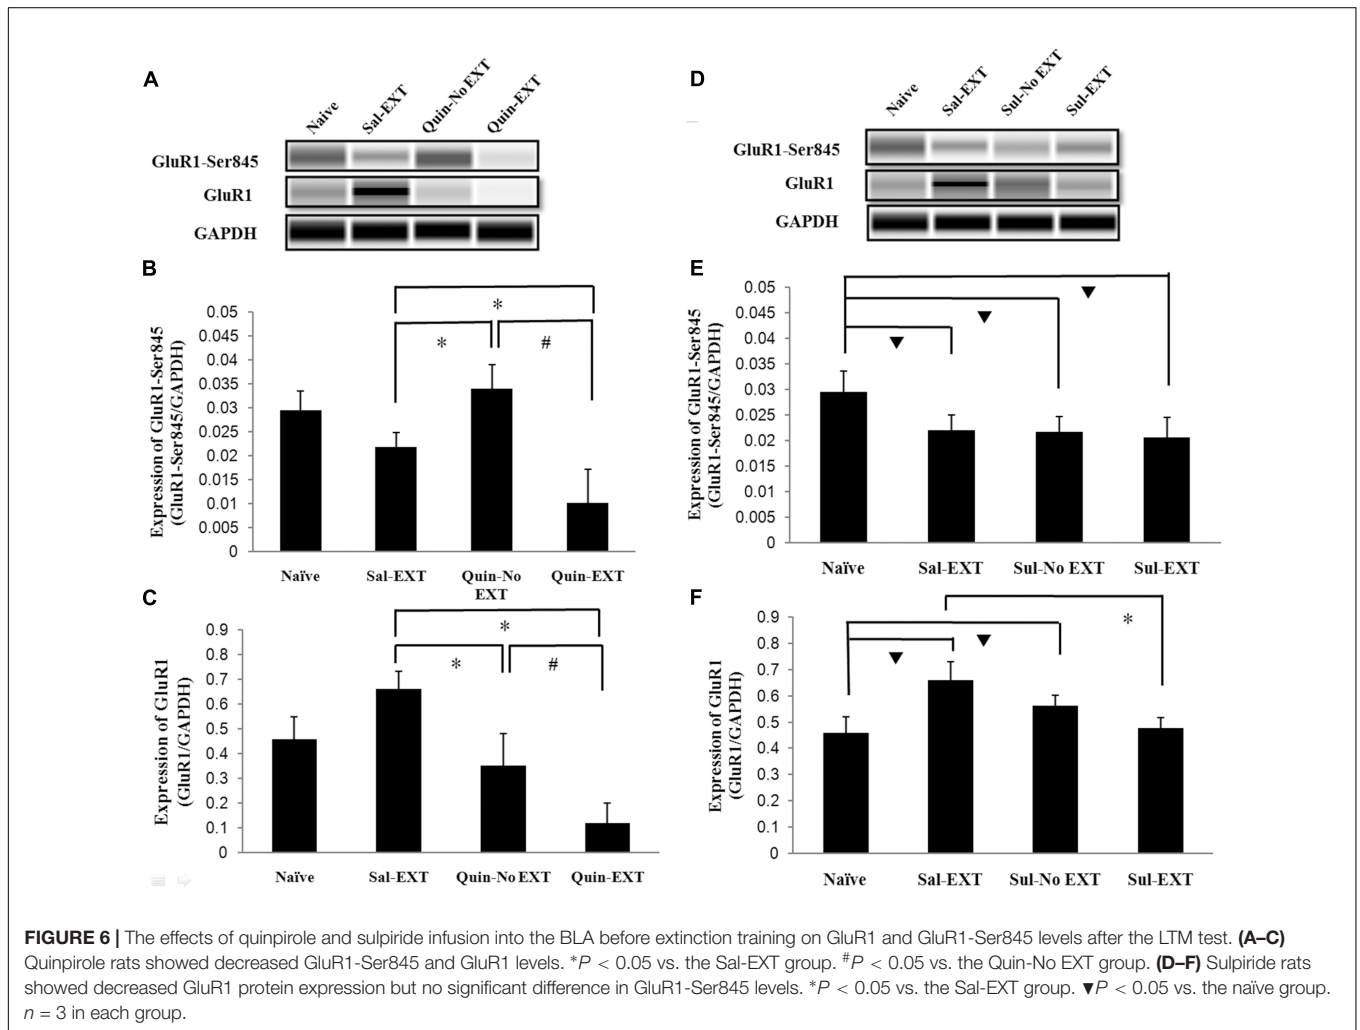 A
Naive Sal-EXT Quin-No EXT Quin-EXT
GluR1-Ser845
GluR1
GAPDH
B
Expression of GluR1-Ser845
(GluR1-Ser845/GAPDH)
0.05
0.045
0.04
0.035
0.03
0.025
0.02
0.015
0.01
0.005
0
*
*
#
Naïve Sal-EXT Quin-No EXT Quin-EXT
C
Expression of GluR1
(GluR1/GAPDH)
0.9
0.8
0.7
0.6
0.5
0.4
0.3
0.2
0.1
0
*
*
#
Naïve Sal-EXT Quin-No EXT Quin-EXT
D
Naive Sal-EXT Sul-No EXT Sul-EXT
GluR1-Ser845
GluR1
GAPDH
E
Expression of GluR1-Ser845
(GluR1-Ser845/GAPDH)
0.05
0.045
0.04
0.035
0.03
0.025
0.02
0.015
0.01
0.005
0
▼
▼
▼
Naïve Sal-EXT Sul-No EXT Sul-EXT
F
Expression of GluR1
(GluR1/GAPDH)
0.9
0.8
0.7
0.6
0.5
0.4
0.3
0.2
0.1
0
*
▼
▼
Naïve Sal-EXT Sul-No EXT Sul-EXT
FIGURE 6 | The effects of quinpirole and sulpiride infusion into the BLA before extinction training on GluR1 and GluR1-Ser845 levels after the LTM test. (A–C)
Quinpirole rats showed decreased GluR1-Ser845 and GluR1 levels. *P < 0.05 vs. the Sal-EXT group. #P < 0.05 vs. the Quin-No EXT group. (D–F) Sulpiride rats
showed decreased GluR1 protein expression but no significant difference in GluR1-Ser845 levels. *P < 0.05 vs. the Sal-EXT group. ▼P < 0.05 vs. the naïve group.
n = 3 in each group.